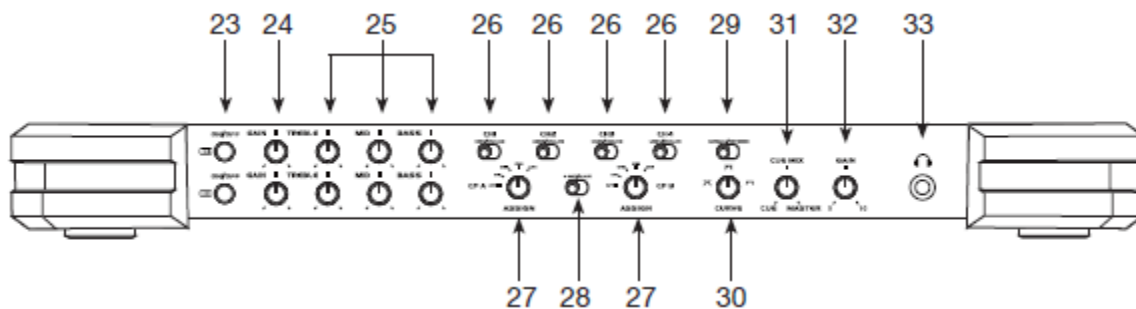 23 24 25 26 26 26 26 29 31 32 33
GAIN TREBLE MID BASS CH1 CH2 CH3 CH4
CUE MIX GAIN
GAIN TREBLE MID BASS
CF A CF B
ASSIGN ASSIGN CURVE CUE MASTER
27 28 27 30